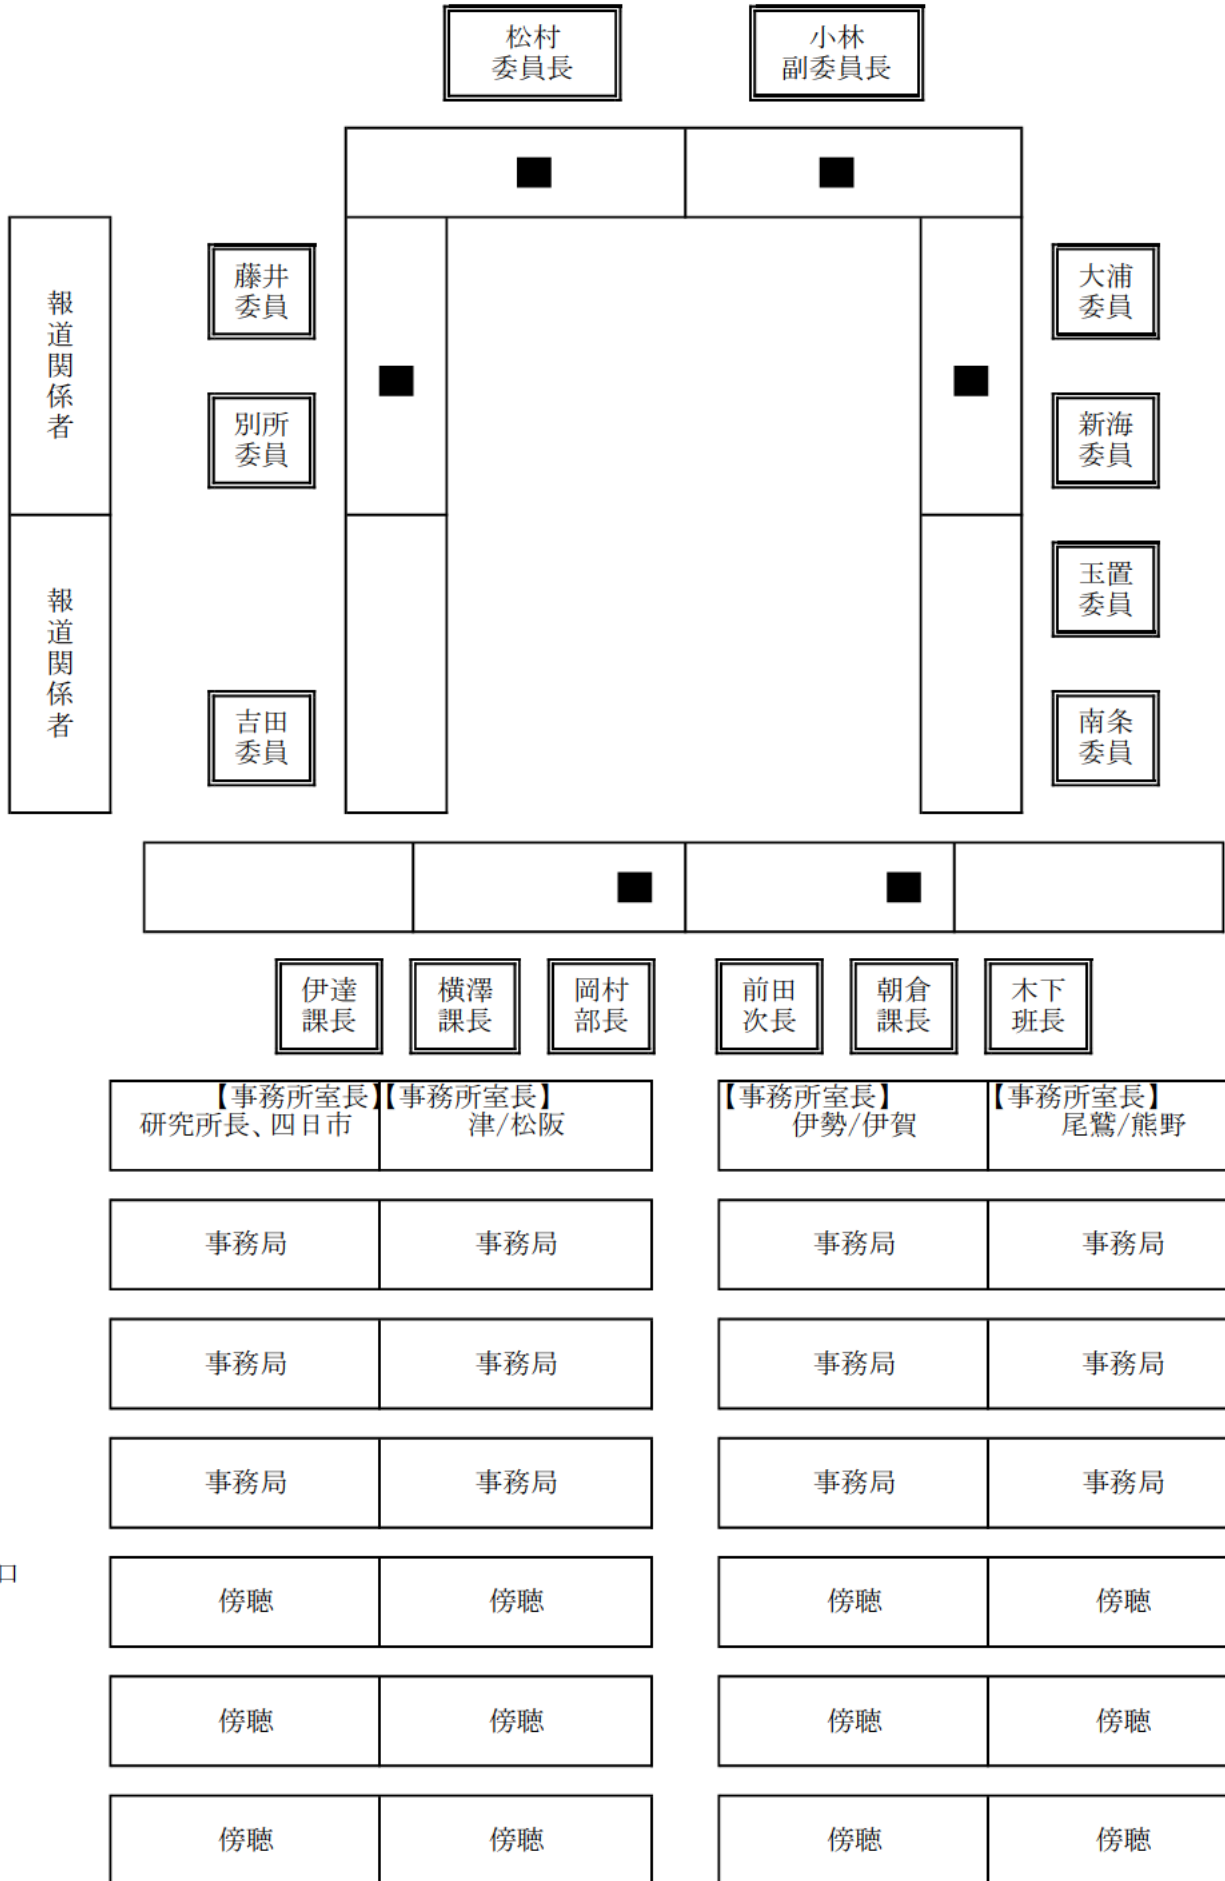 松村
委員長
小林
副委員長
報道関係者
藤井
委員
大浦
委員
別所
委員
新海
委員
玉置
委員
報道関係者
吉田
委員
南条
委員
伊達
課長
横澤
課長
岡村
部長
前田
次長
朝倉
課長
木下
班長
【事務所室長】
研究所長、四日市
【事務所室長】
津/松阪
【事務所室長】
伊勢/伊賀
【事務所室長】
尾鷲/熊野
事務局
事務局
事務局
事務局
事務局
事務局
事務局
事務局
事務局
事務局
事務局
事務局
口
傍聴
傍聴
傍聴
傍聴
傍聴
傍聴
傍聴
傍聴
傍聴
傍聴
傍聴
傍聴